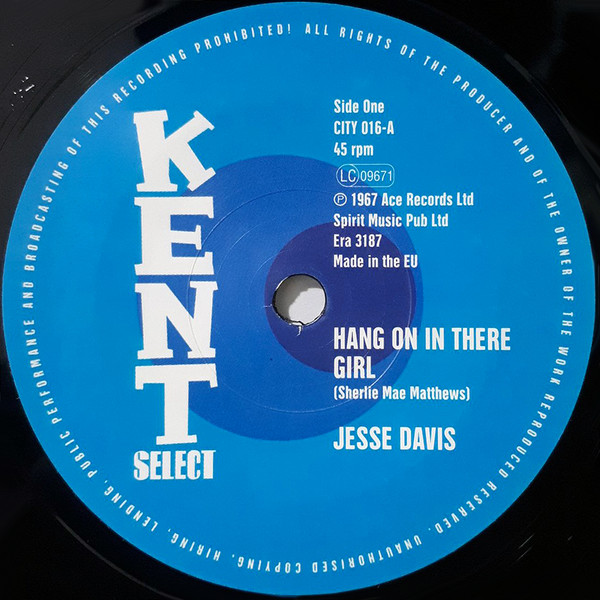 KENT
SELECT
Side One
CITY 016-A
45 rpm
LC 09671
℗ 1967 Ace Records Ltd
Spirit Music Pub Ltd
Era 3187
Made in the EU
HANG ON IN THERE
GIRL
(Sherlie Mae Matthews)
JESSE DAVIS
ALL RIGHTS OF THE PRODUCER AND OF THE OWNER OF THE WORK REPRODUCED RESERVED. UNAUTHORISED COPYING, HIRING, LENDING, PUBLIC PERFORMANCE AND BROADCASTING OF THIS RECORDING PROHIBITED!